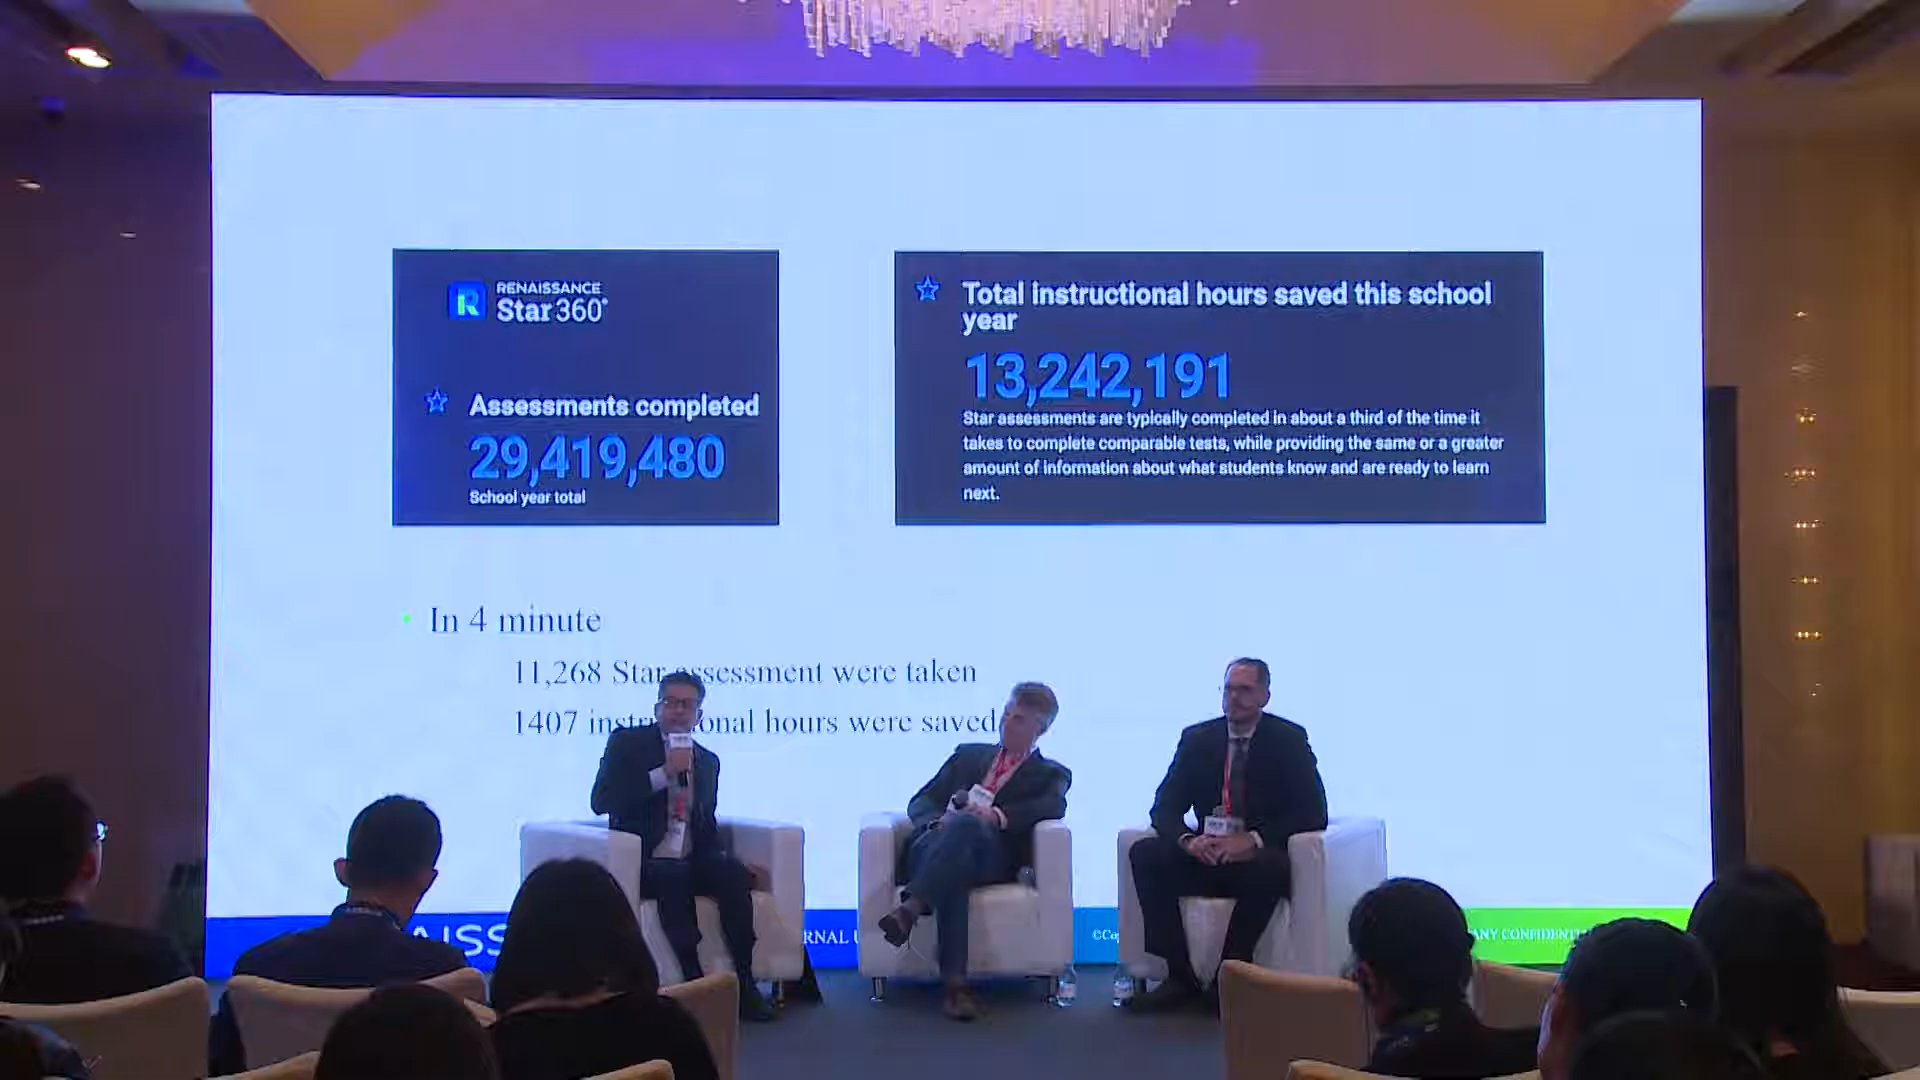 RENAISSANCE
Star 360®
Assessments completed
29,419,480
School year total
Total instructional hours saved this school
year
13,242,191
Star assessments are typically completed in about a third of the time it
takes to complete comparable tests, while providing the same or a greater
amount of information about what students know and are ready to learn
next.
• In 4 minute
11,268 Star assessment were taken
1407 instructional hours were saved